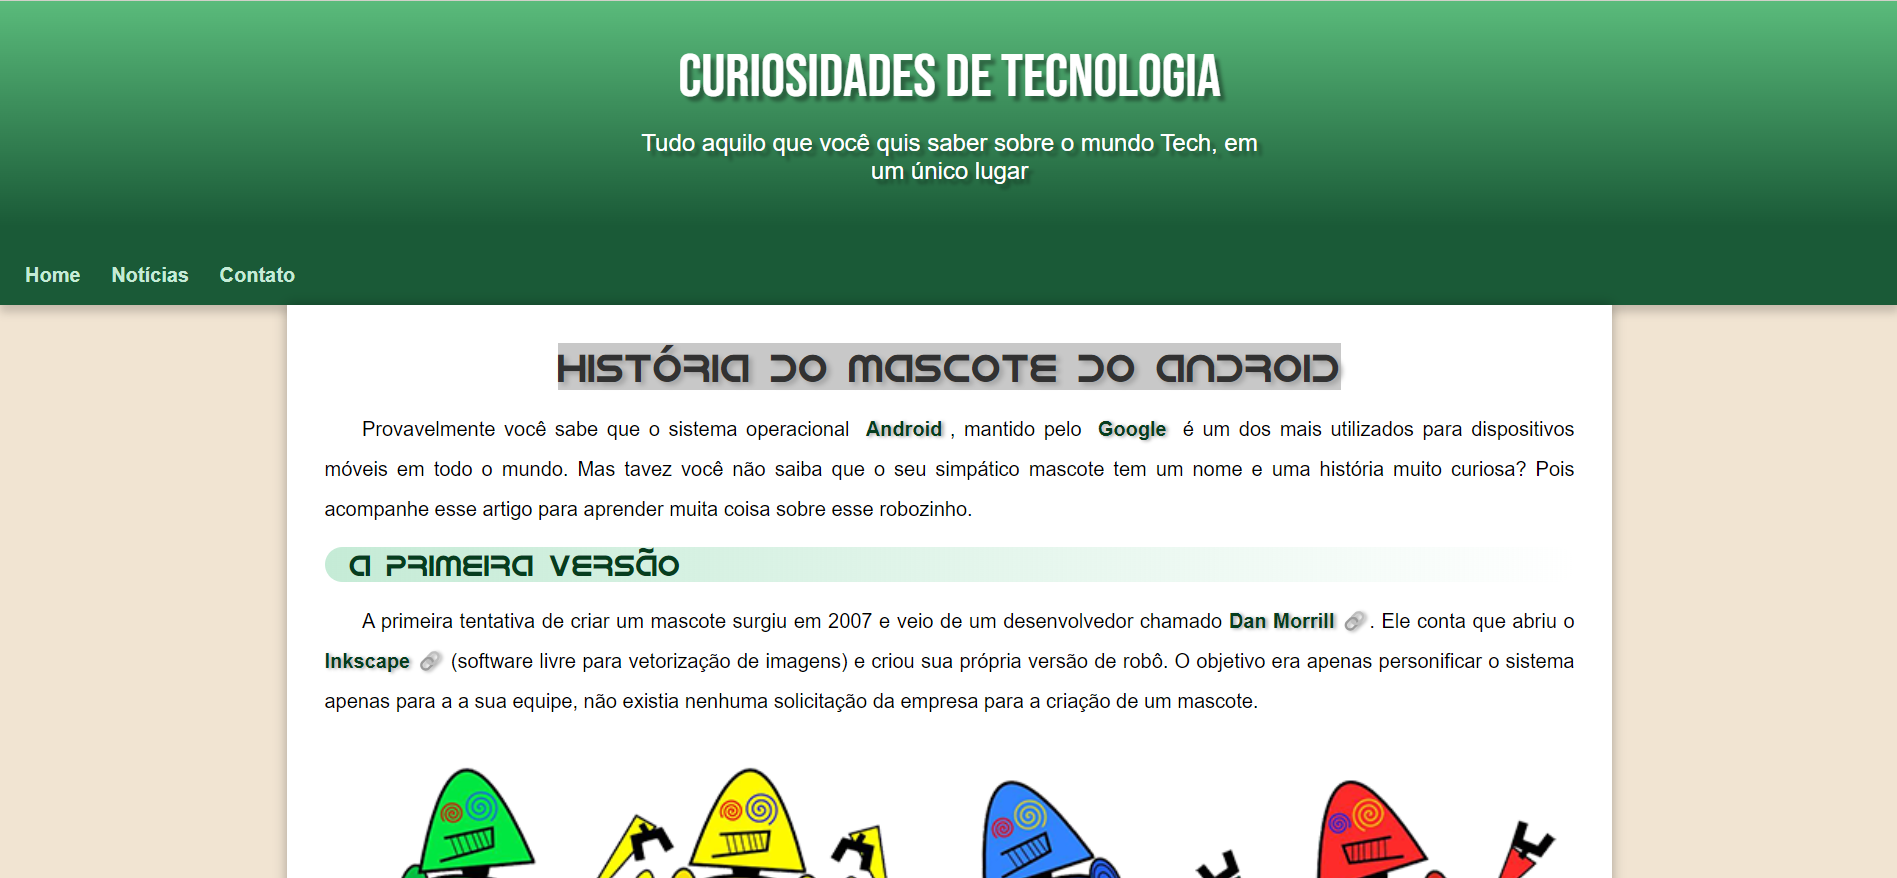 CURIOSIDADES DE TECNOLOGIA
Tudo aquilo que você quis saber sobre o mundo Tech, em
um único lugar
Home Notícias Contato
HISTÓRIA DO MASCOTE DO ANDROID
Provavelmente você sabe que o sistema operacional Android , mantido pelo Google é um dos mais utilizados para dispositivos
móveis em todo o mundo. Mas tavez você não saiba que o seu simpático mascote tem um nome e uma história muito curiosa? Pois
acompanhe esse artigo para aprender muita coisa sobre esse robozinho.
A PRIMEIRA VERSÃO
A primeira tentativa de criar um mascote surgiu em 2007 e veio de um desenvolvedor chamado Dan Morrill 🔗. Ele conta que abriu o
Inkscape 🔗 (software livre para vetorização de imagens) e criou sua própria versão de robô. O objetivo era apenas personificar o sistema
apenas para a a sua equipe, não existia nenhuma solicitação da empresa para a criação de um mascote.